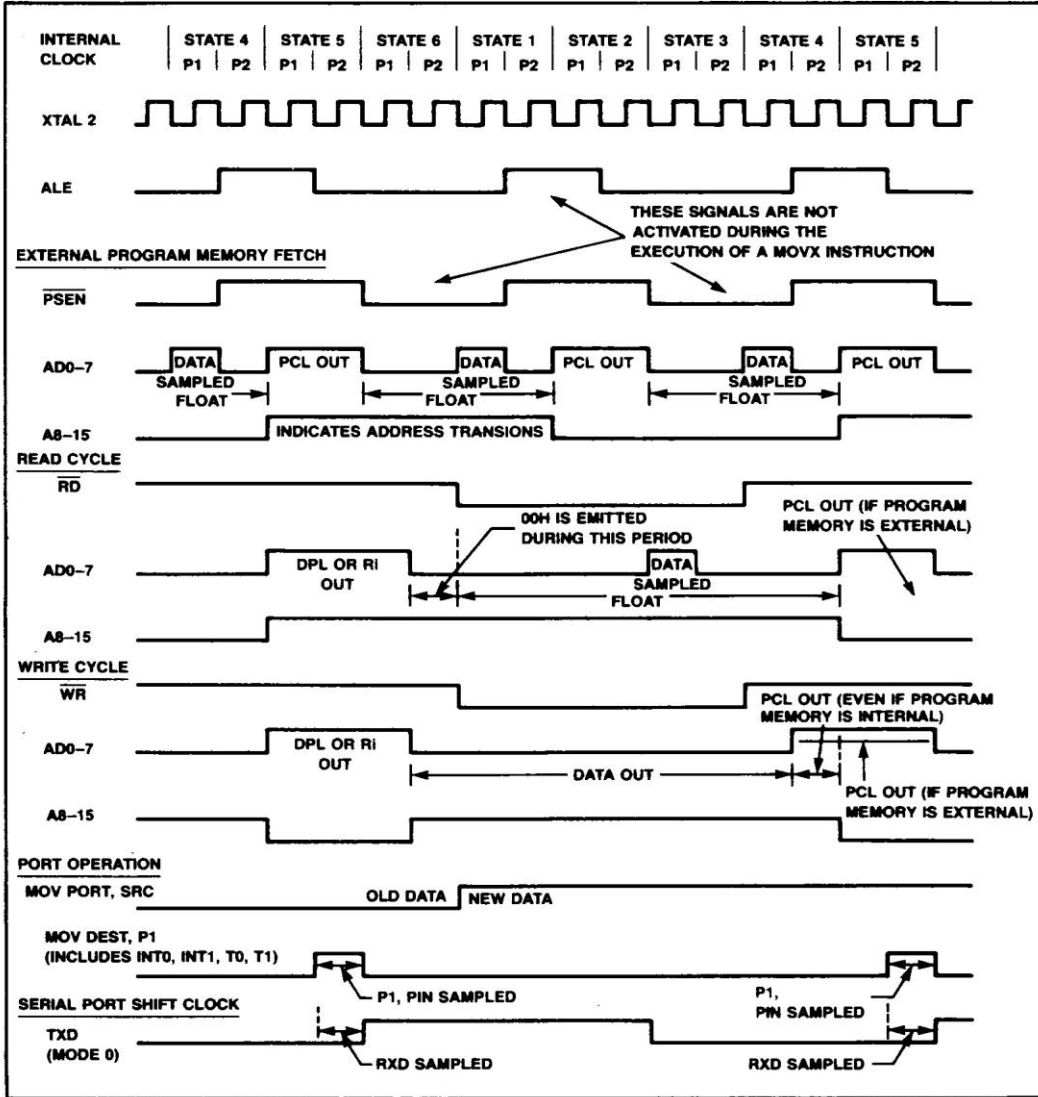 INTERNAL CLOCK
STATE 4 STATE 5 STATE 6 STATE 1 STATE 2 STATE 3 STATE 4 STATE 5
P1 P2 P1 P2 P1 P2 P1 P2 P1 P2 P1 P2 P1 P2 P1 P2
XTAL 2
ALE
THESE SIGNALS ARE NOT
ACTIVATED DURING THE
EXECUTION OF A MOVX INSTRUCTION
EXTERNAL PROGRAM MEMORY FETCH
PSEN
AD0-7
DATA PCL OUT DATA PCL OUT DATA PCL OUT
SAMPLED SAMPLED SAMPLED
FLOAT FLOAT FLOAT
A8-15
INDICATES ADDRESS TRANSIONS
READ CYCLE
RD
00H IS EMITTED
DURING THIS PERIOD
PCL OUT (IF PROGRAM
MEMORY IS EXTERNAL)
AD0-7
DPL OR Ri
OUT
DATA
SAMPLED
FLOAT
A8-15
WRITE CYCLE
WR
PCL OUT (EVEN IF PROGRAM
MEMORY IS INTERNAL)
AD0-7
DPL OR Ri
OUT
DATA OUT
PCL OUT (IF PROGRAM
MEMORY IS EXTERNAL)
A8-15
PORT OPERATION
MOV PORT, SRC
OLD DATA NEW DATA
MOV DEST, P1
(INCLUDES INT0, INT1, T0, T1)
P1, PIN SAMPLED
P1,
PIN SAMPLED
SERIAL PORT SHIFT CLOCK
TXD
(MODE 0)
RXD SAMPLED RXD SAMPLED